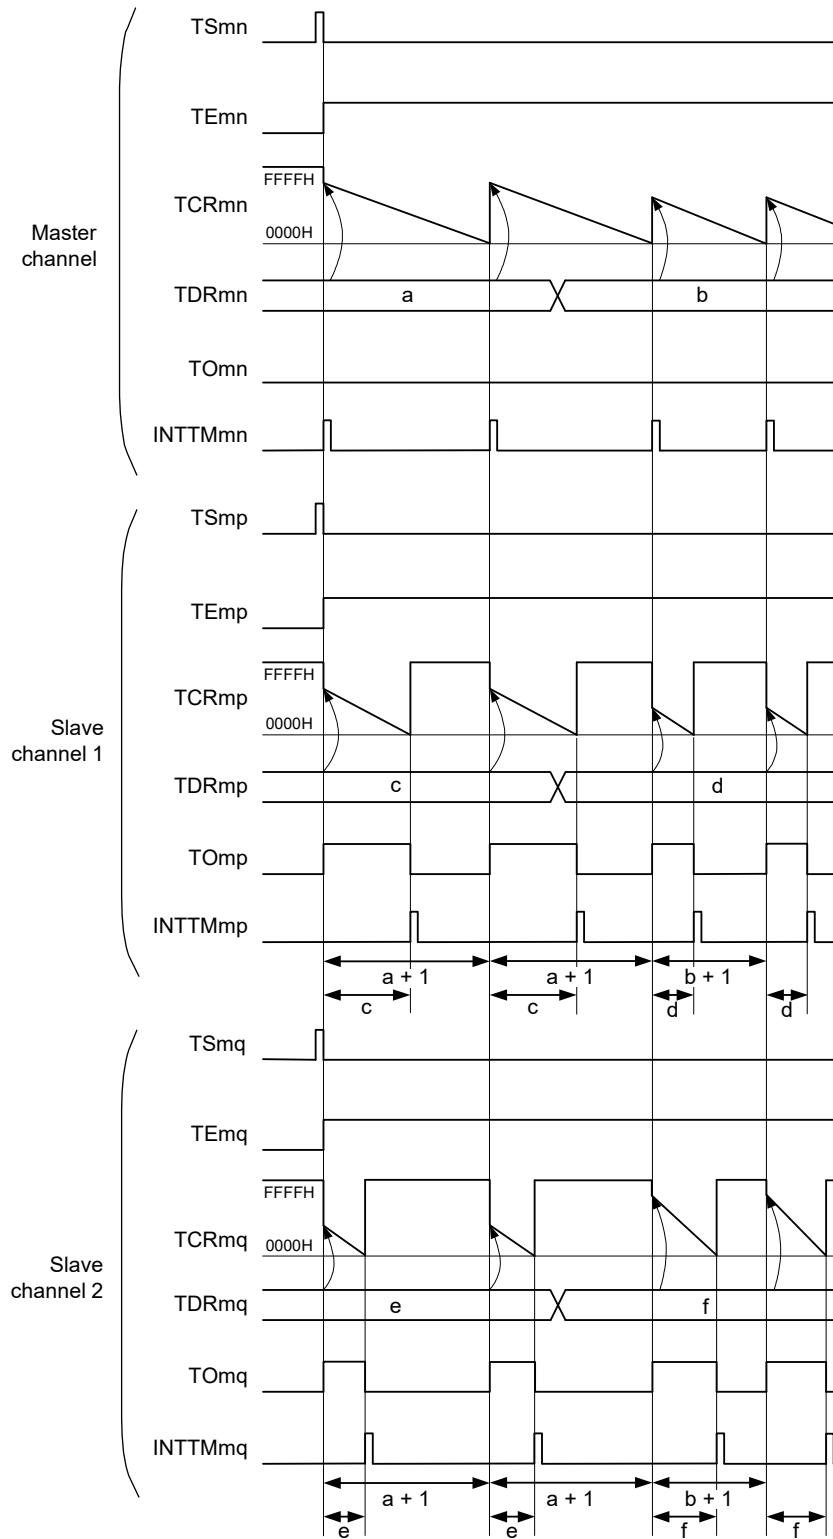 TSmn
TEmn
FFFFH
TCRmn
0000H
Master
channel
TDRmn
a
b
TOmn
INTTMmn
TSmp
TEmp
FFFFH
TCRmp
0000H
Slave
channel 1
TDRmp
c
d
TOmp
INTTMmp
a + 1
a + 1
b + 1
c
c
d
d
TSmq
TEmq
FFFFH
TCRmq
0000H
Slave
channel 2
TDRmq
e
f
TOmq
INTTMmq
a + 1
a + 1
b + 1
e
e
f
f